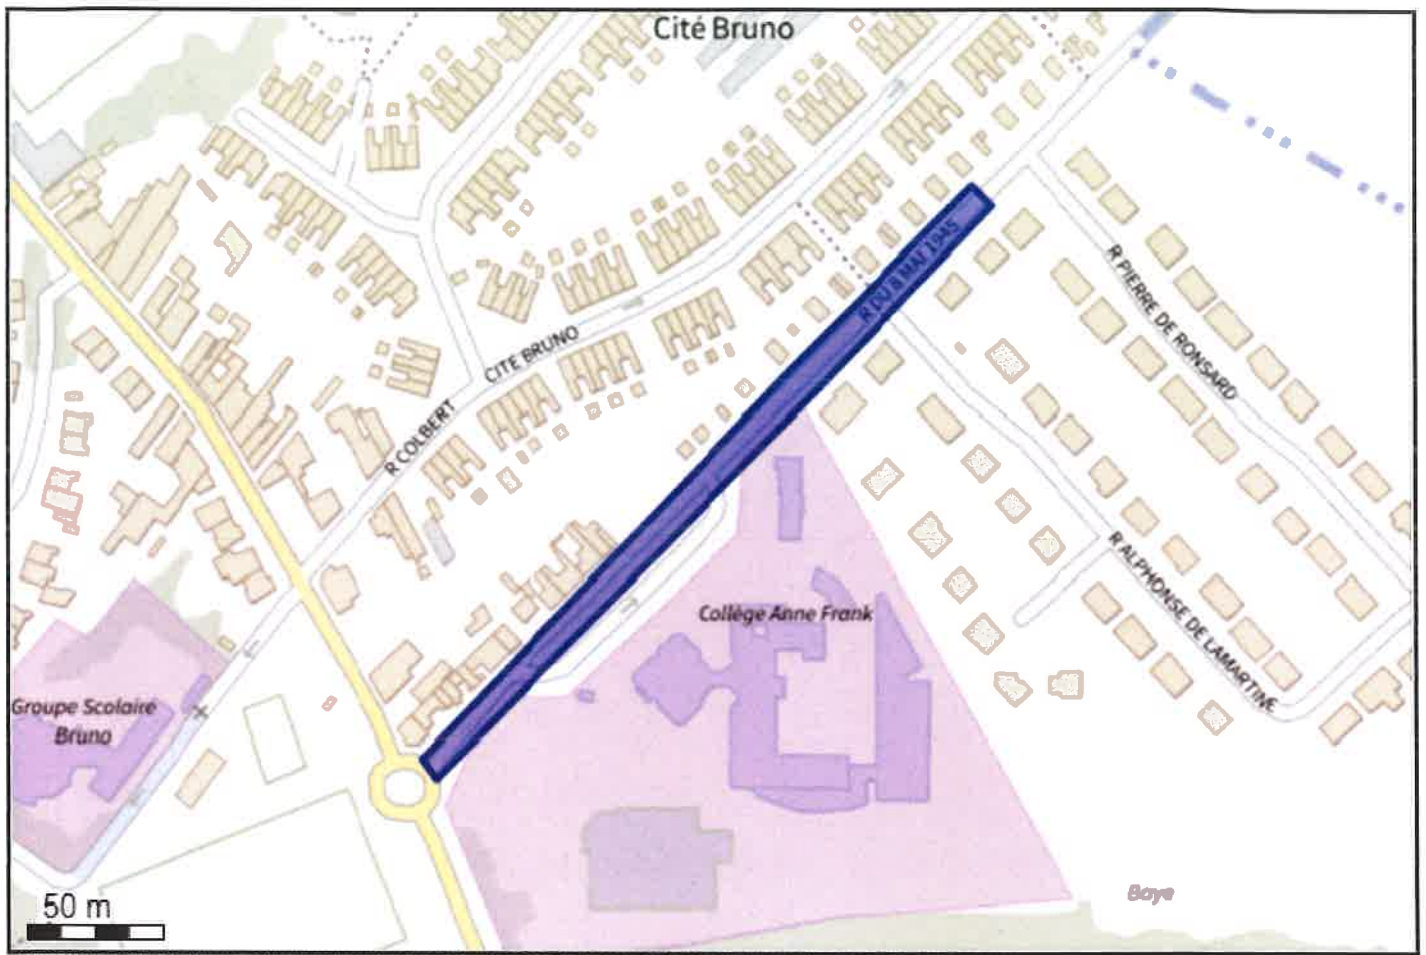 Cité Bruno
R DU 8 MAI 1945
R PIERRE DE RONSARD
CITE BRUNO
R COLBERT
R ALPHONSE DE LAMARTINE
Collège Anne Frank
Groupe Scolaire
Bruno
Baye
50 m